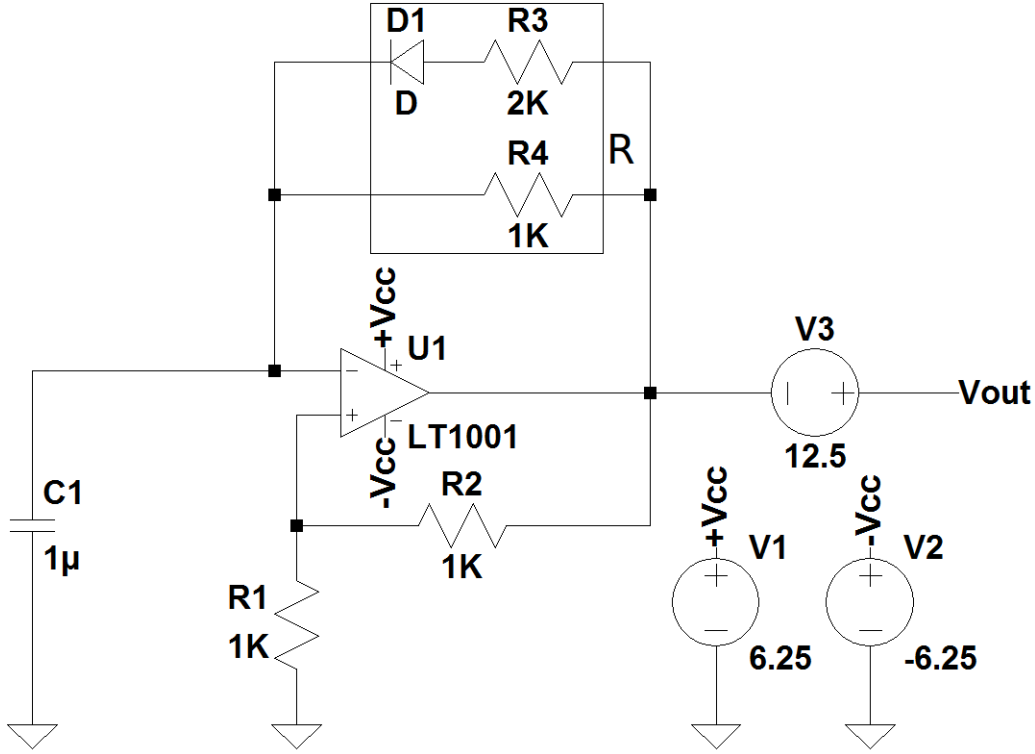 D1
R3
D
2K
R4
R
1K
+Vcc
U1
V3
-Vcc
LT1001
Vout
12.5
C1
1µ
R2
1K
+Vcc
-Vcc
V1
V2
R1
1K
6.25
-6.25